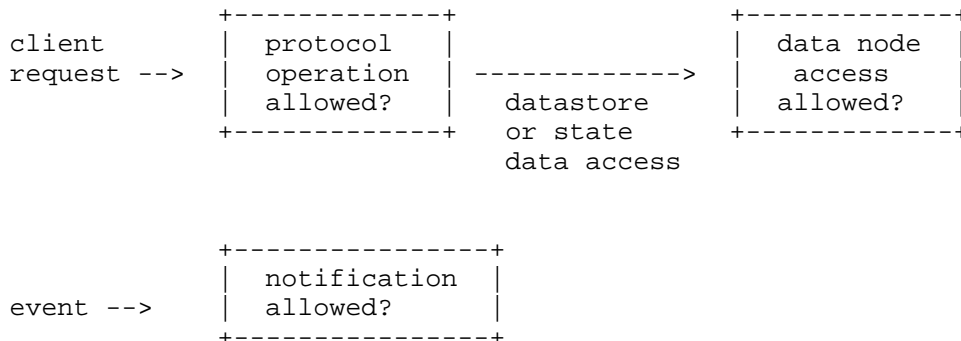 +-------------+                 +-------------+
client       |  protocol   |                 |  data node  |
request -->  |  operation  | ------------->  |   access    |
             |  allowed?   |   datastore     |  allowed?   |
             +-------------+   or state      +-------------+
                               data access
             +----------------+
             |  notification  |
event -->    |  allowed?      |
             +----------------+